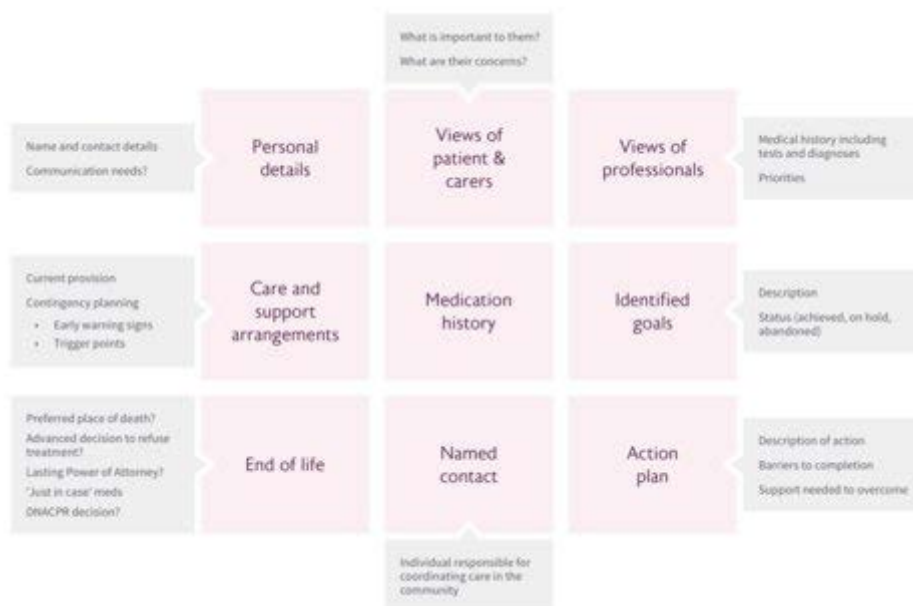 What is important to them?
What are their concerns?
Name and contact details
Communication needs?
Personal
details
Views of
patient &
carers
Views of
professionals
Medical history including
tests and diagnoses
Priorities
Current provision
Contingency planning
• Early warning signs
• Trigger points
Care and
support
arrangements
Medication
history
Identified
goals
Description
Status (achieved, on hold,
abandoned)
Preferred place of death?
Advanced decision to refuse
treatment?
Lasting Power of Attorney?
'Just in case' meds
DNACPR decision?
End of life
Named
contact
Action
plan
Description of action
Barriers to completion
Support needed to overcome
Individual responsible for
coordinating care in the
community